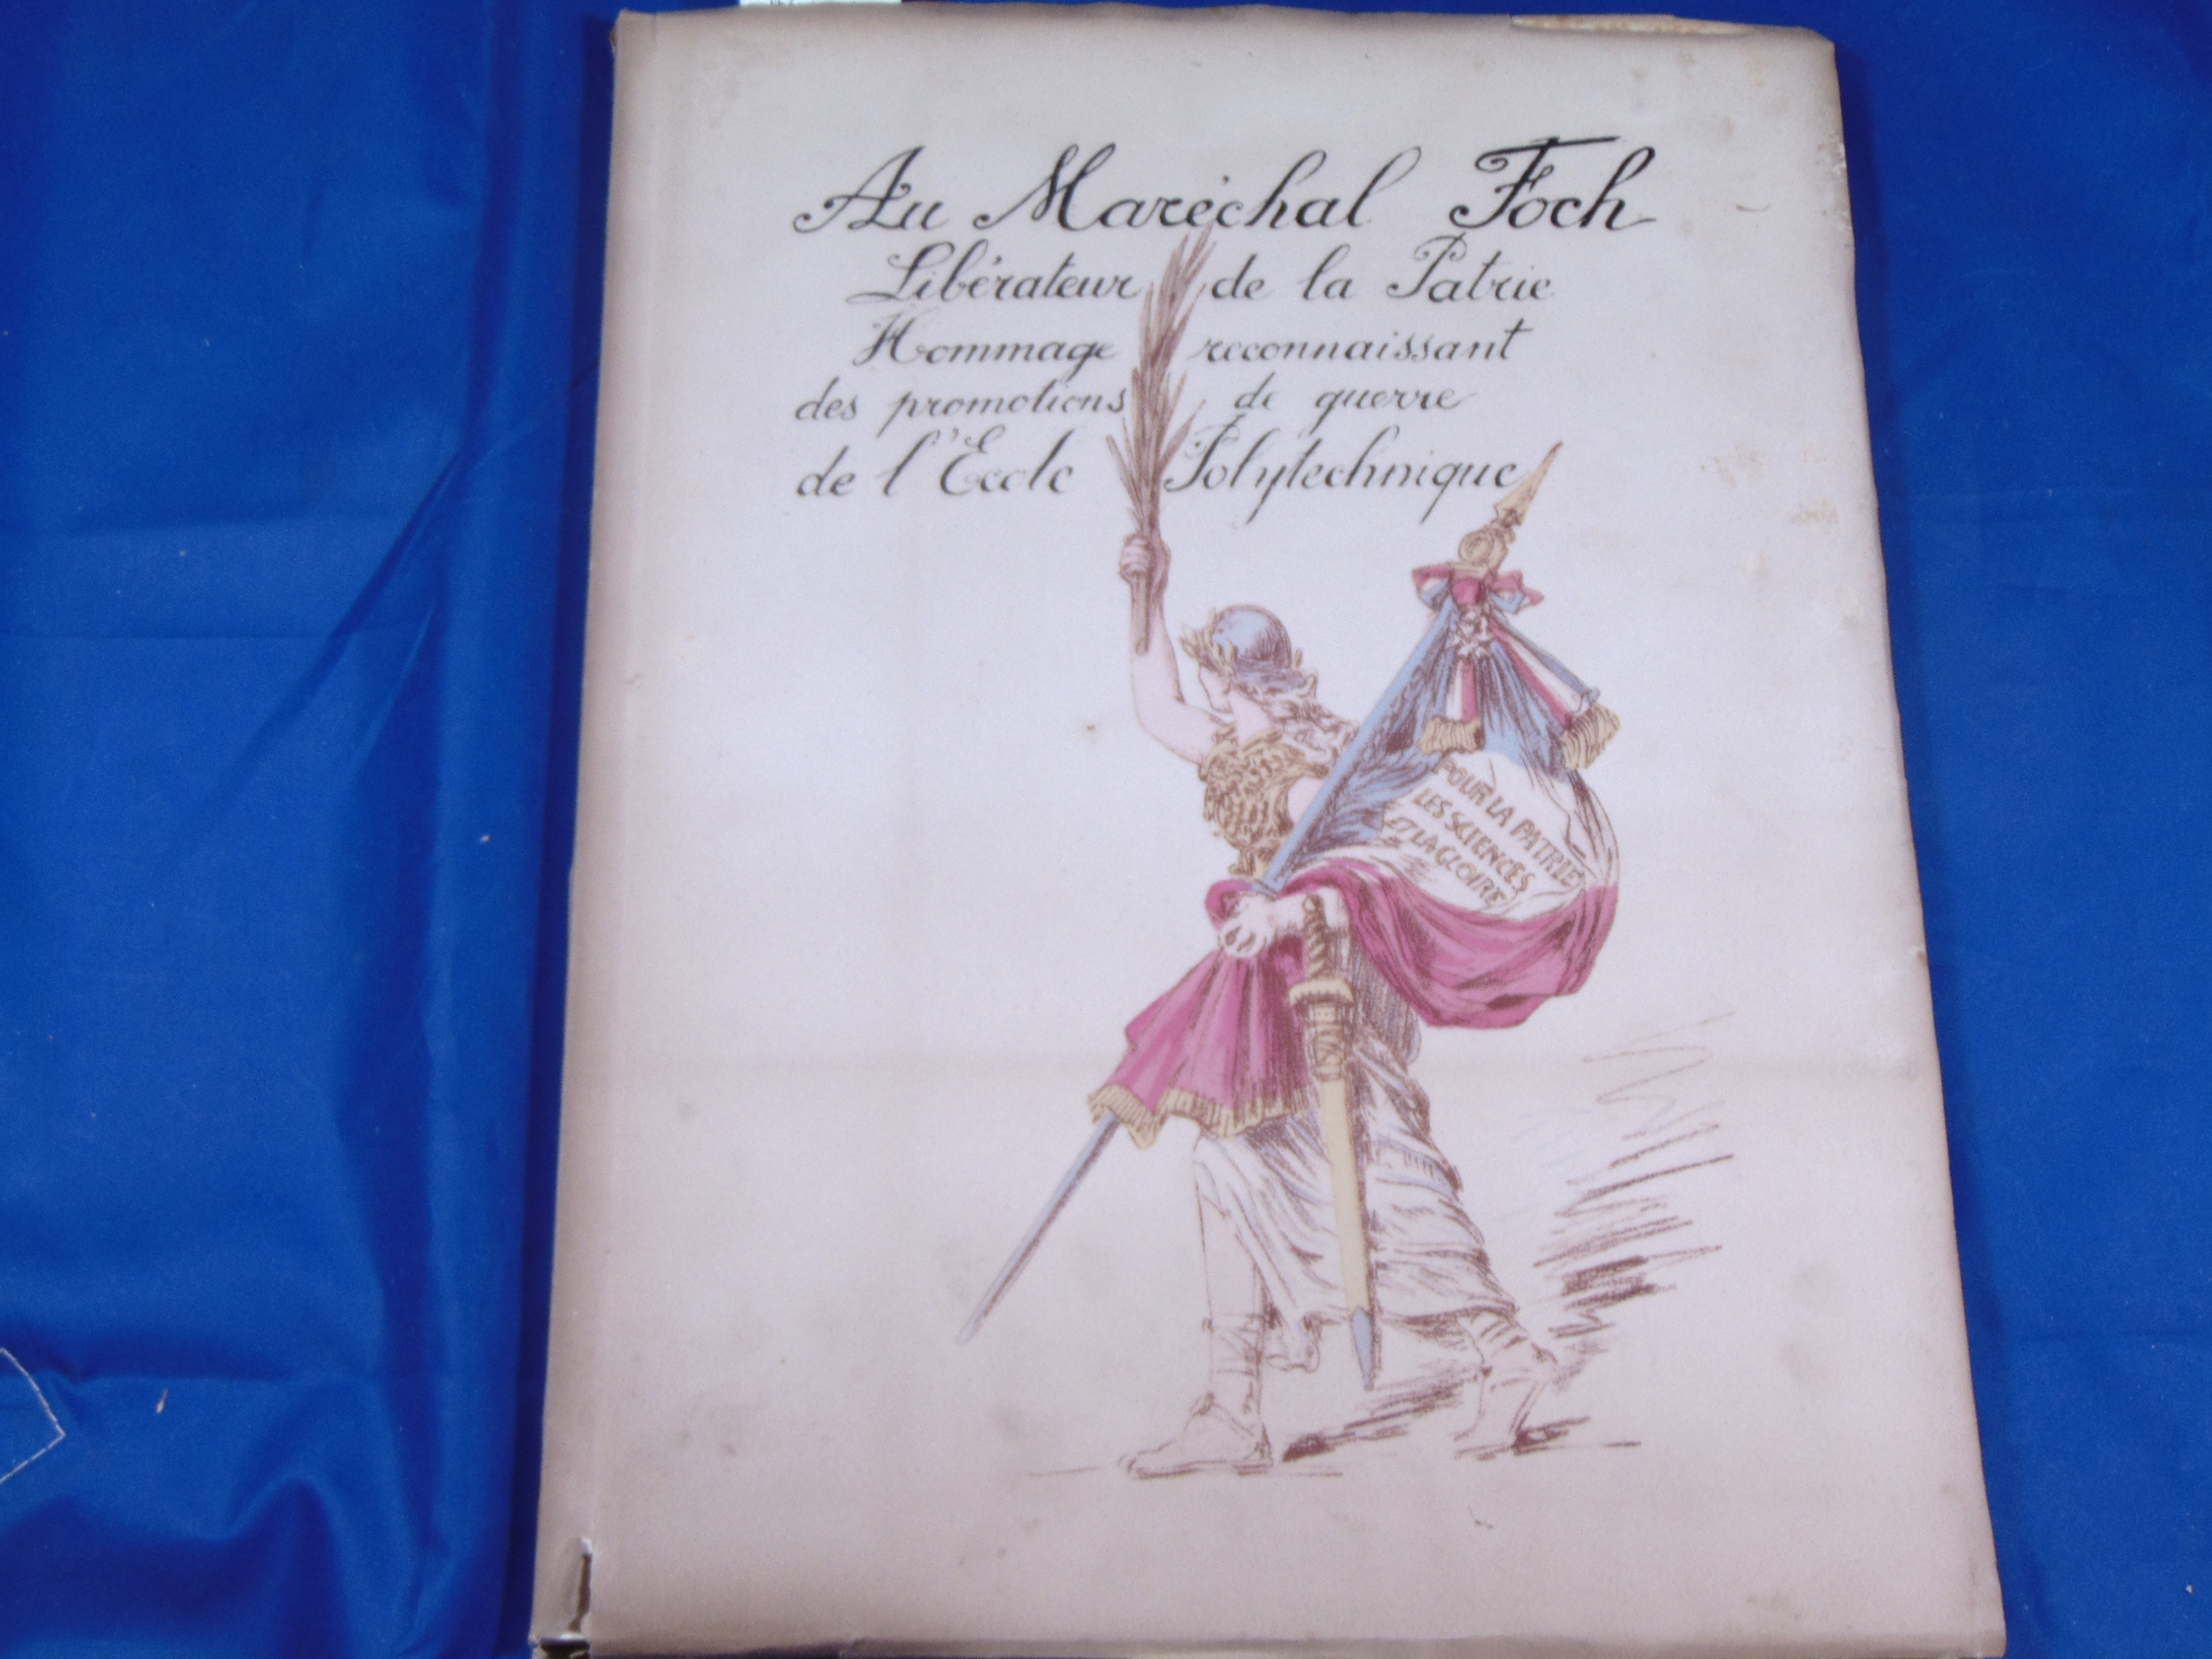 Au Maréchal Foch
Libérateur de la Patrie
Hommage reconnaissant
des promotions de guerre
de l'Ecole Polytechnique
POUR LA PATRIE
LES SCIENCES
ET LA GLOIRE